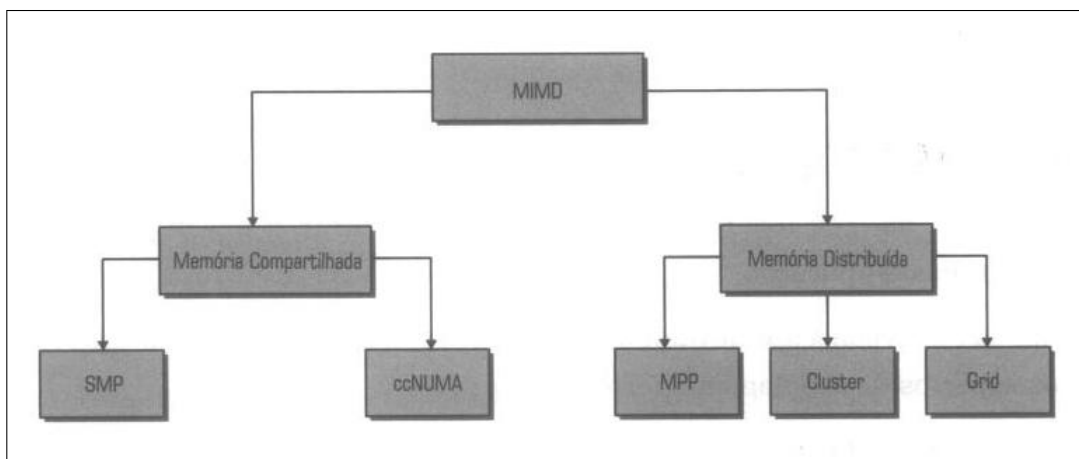 MIMD
Memória Compartilhada
Memória Distribuída
SMP
ccNUMA
MPP
Cluster
Grid